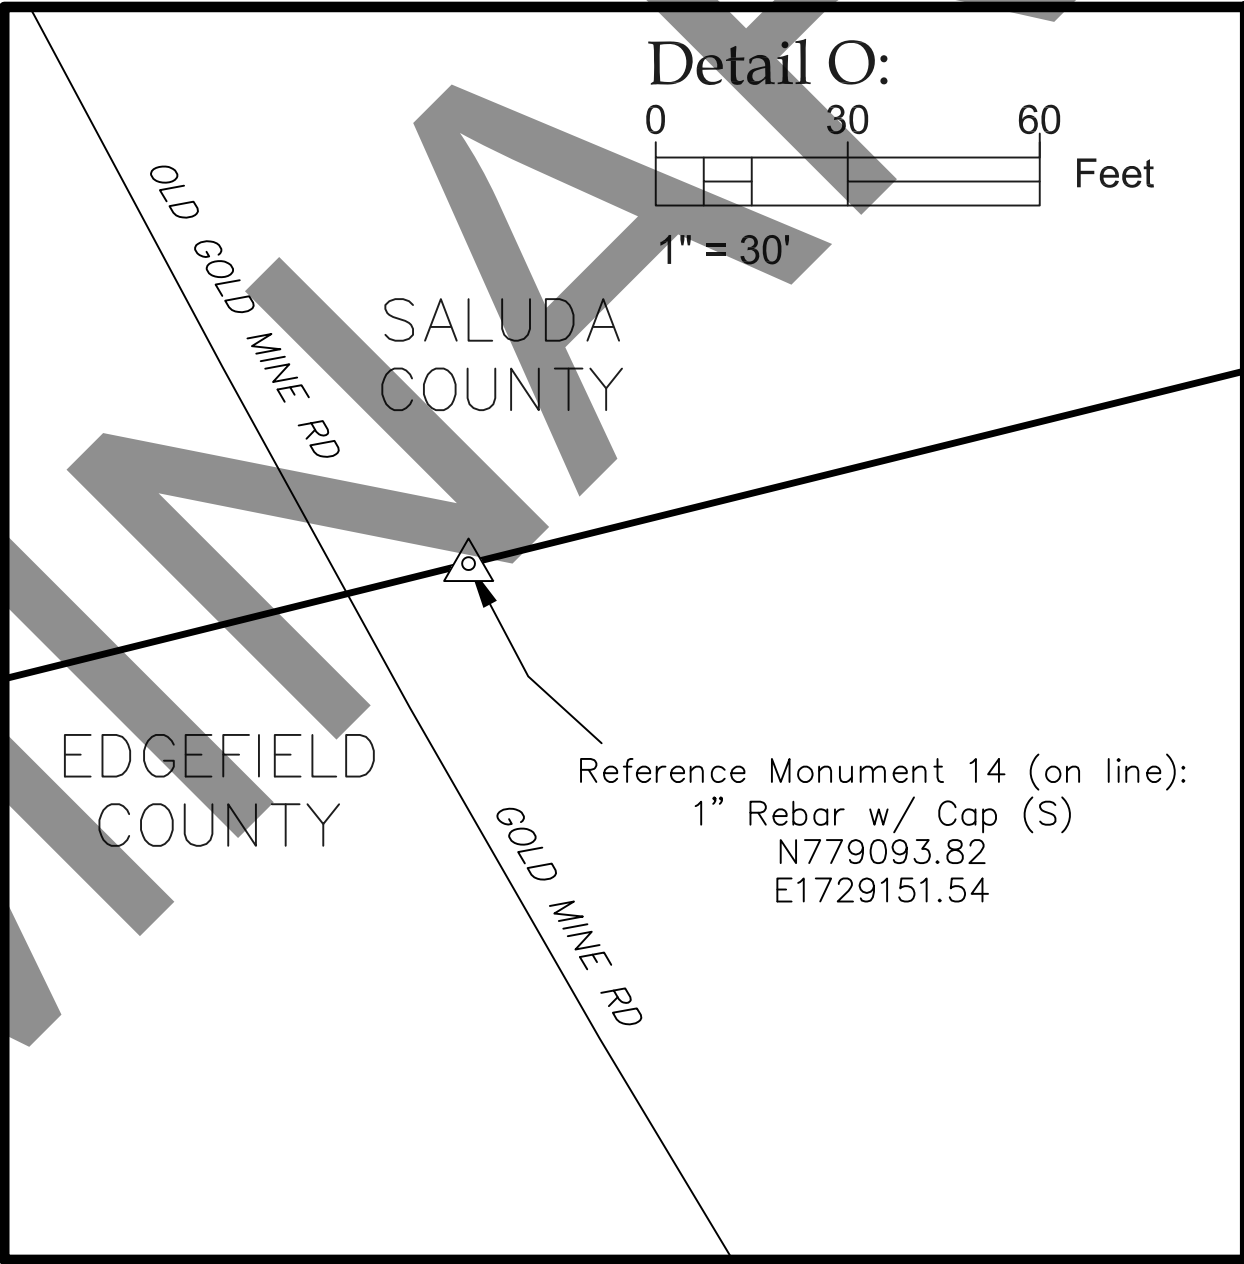 Detail O:
0 30 60
Feet
1" = 30'
OLD GOLD MINE RD
SALUDA
COUNTY
EDGEFIELD
COUNTY
GOLD MINE RD
Reference Monument 14 (on line):
1” Rebar w/ Cap (S)
N779093.82
E1729151.54